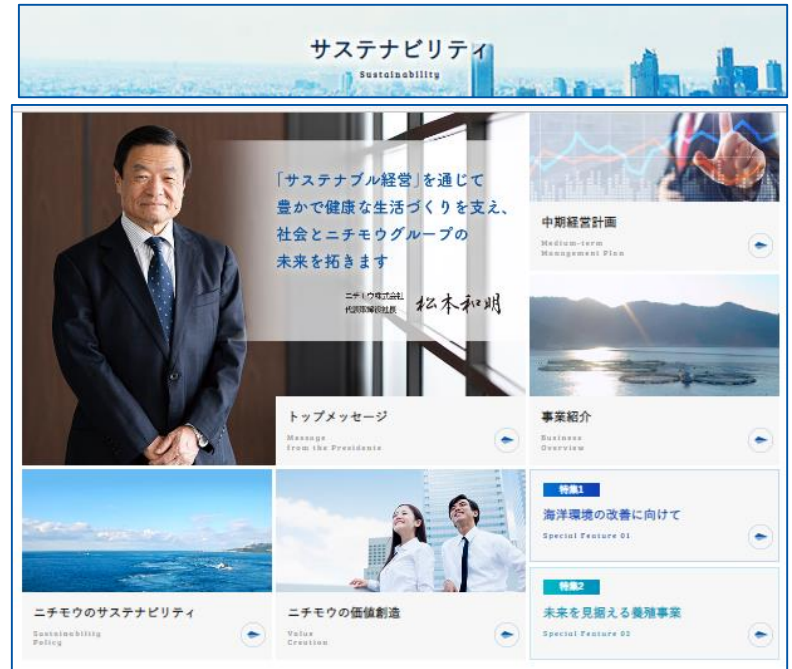 サステナビリティ
Sustainability
「サステナブル経営」を通じて
豊かで健康な生活づくりを支え、
社会とニチモウグループの
未来を拓きます
ニチモウ株式会社
代表取締役社長
松本和明
トップメッセージ
Message
from the Presidents
中期経営計画
Medium-term
Management Plan
事業紹介
Business
Overview
ニチモウのサステナビリティ
Sustainability
Policy
ニチモウの価値創造
Value
Creation
特集1
海洋環境の改善に向けて
Special Feature 01
特集2
未来を見据える養殖事業
Special Feature 02